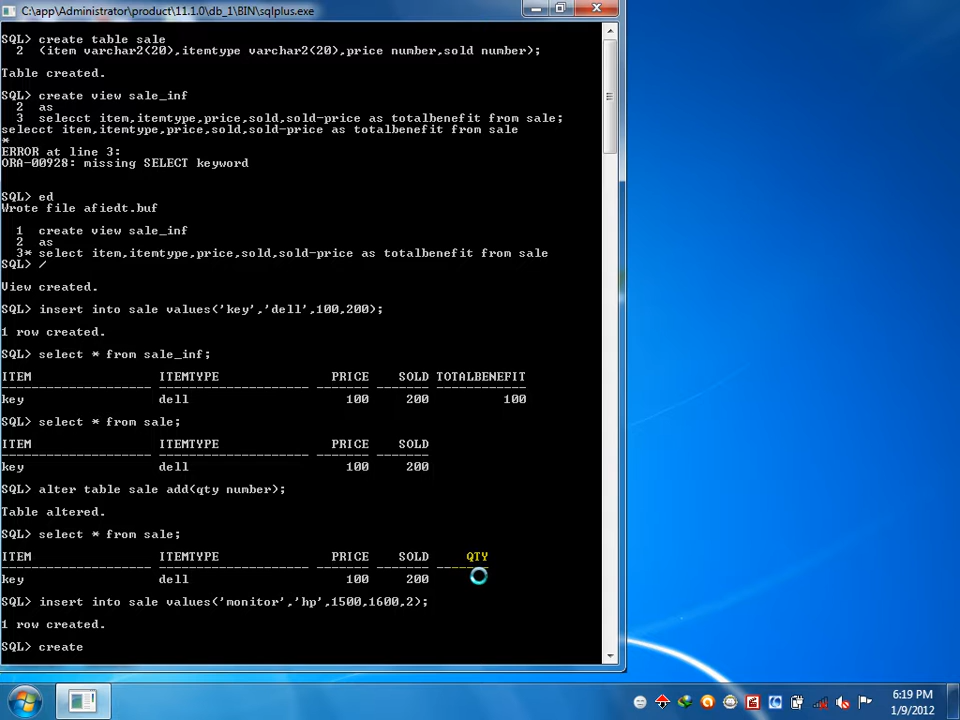 C:\app\Administrator\product\11.1.0\db_1\BIN\sqlplus.exe
SQL> create table sale
2 (item varchar2(20),itemtype varchar2(20),price number,sold number);
Table created.
SQL> create view sale_inf
2 as
3 selecct item,itemtype,price,sold,sold-price as totalbenefit from sale;
selecct item,itemtype,price,sold,sold-price as totalbenefit from sale
*
ERROR at line 3:
ORA-00928: missing SELECT keyword
SQL> ed
Wrote file afiedt.buf
1 create view sale_inf
2 as
3* select item,itemtype,price,sold,sold-price as totalbenefit from sale
SQL> /
View created.
SQL> insert into sale values('key','dell',100,200);
1 row created.
SQL> select * from sale_inf;
ITEM ITEMTYPE PRICE SOLD TOTALBENEFIT
key dell 100 200 100
SQL> select * from sale;
ITEM ITEMTYPE PRICE SOLD
key dell 100 200
SQL> alter table sale add(qty number);
Table altered.
SQL> select * from sale;
ITEM ITEMTYPE PRICE SOLD QTY
key dell 100 200
SQL> insert into sale values('monitor','hp',1500,1600,2);
1 row created.
SQL> create
6:19 PM
1/9/2012